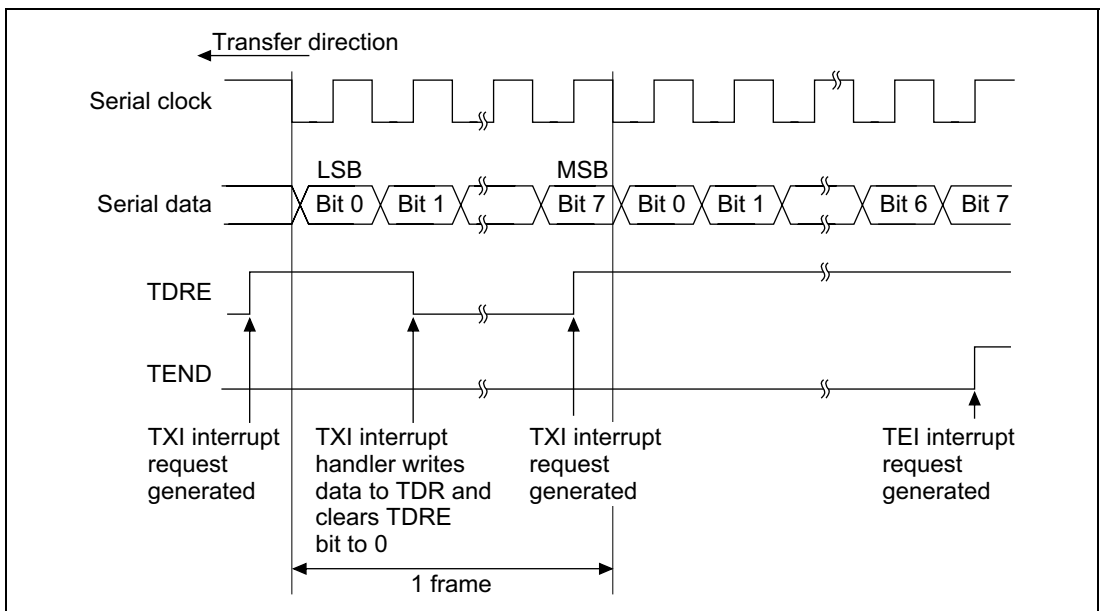 Transfer direction
Serial clock
LSB
MSB
Serial data
Bit 0
Bit 1
Bit 7
Bit 0
Bit 1
Bit 6
Bit 7
TDRE
TEND
TXI interrupt
request
generated
TXI interrupt
handler writes
data to TDR and
clears TDRE
bit to 0
TXI interrupt
request
generated
TEI interrupt
request
generated
1 frame